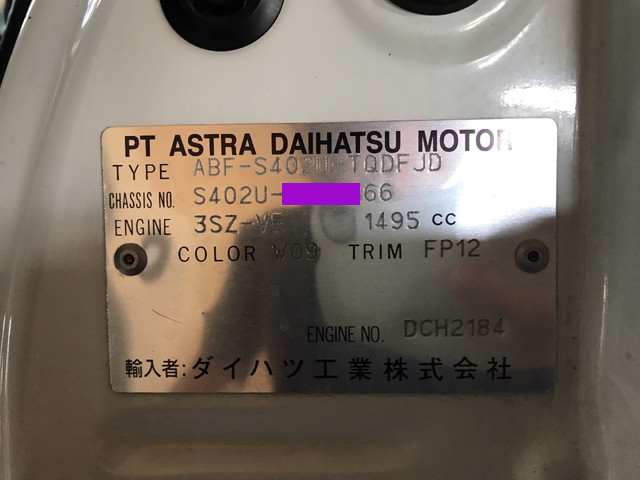 PT ASTRA DAIHATSU MOTOR
TYPE ABF-S402U-TQDFJD
CHASSIS NO. S402U- 66
ENGINE 3SZ-VE 1495 cc
COLOR W09 TRIM FP12
ENGINE NO. DCH2184
輸入者:ダイハツ工業株式会社